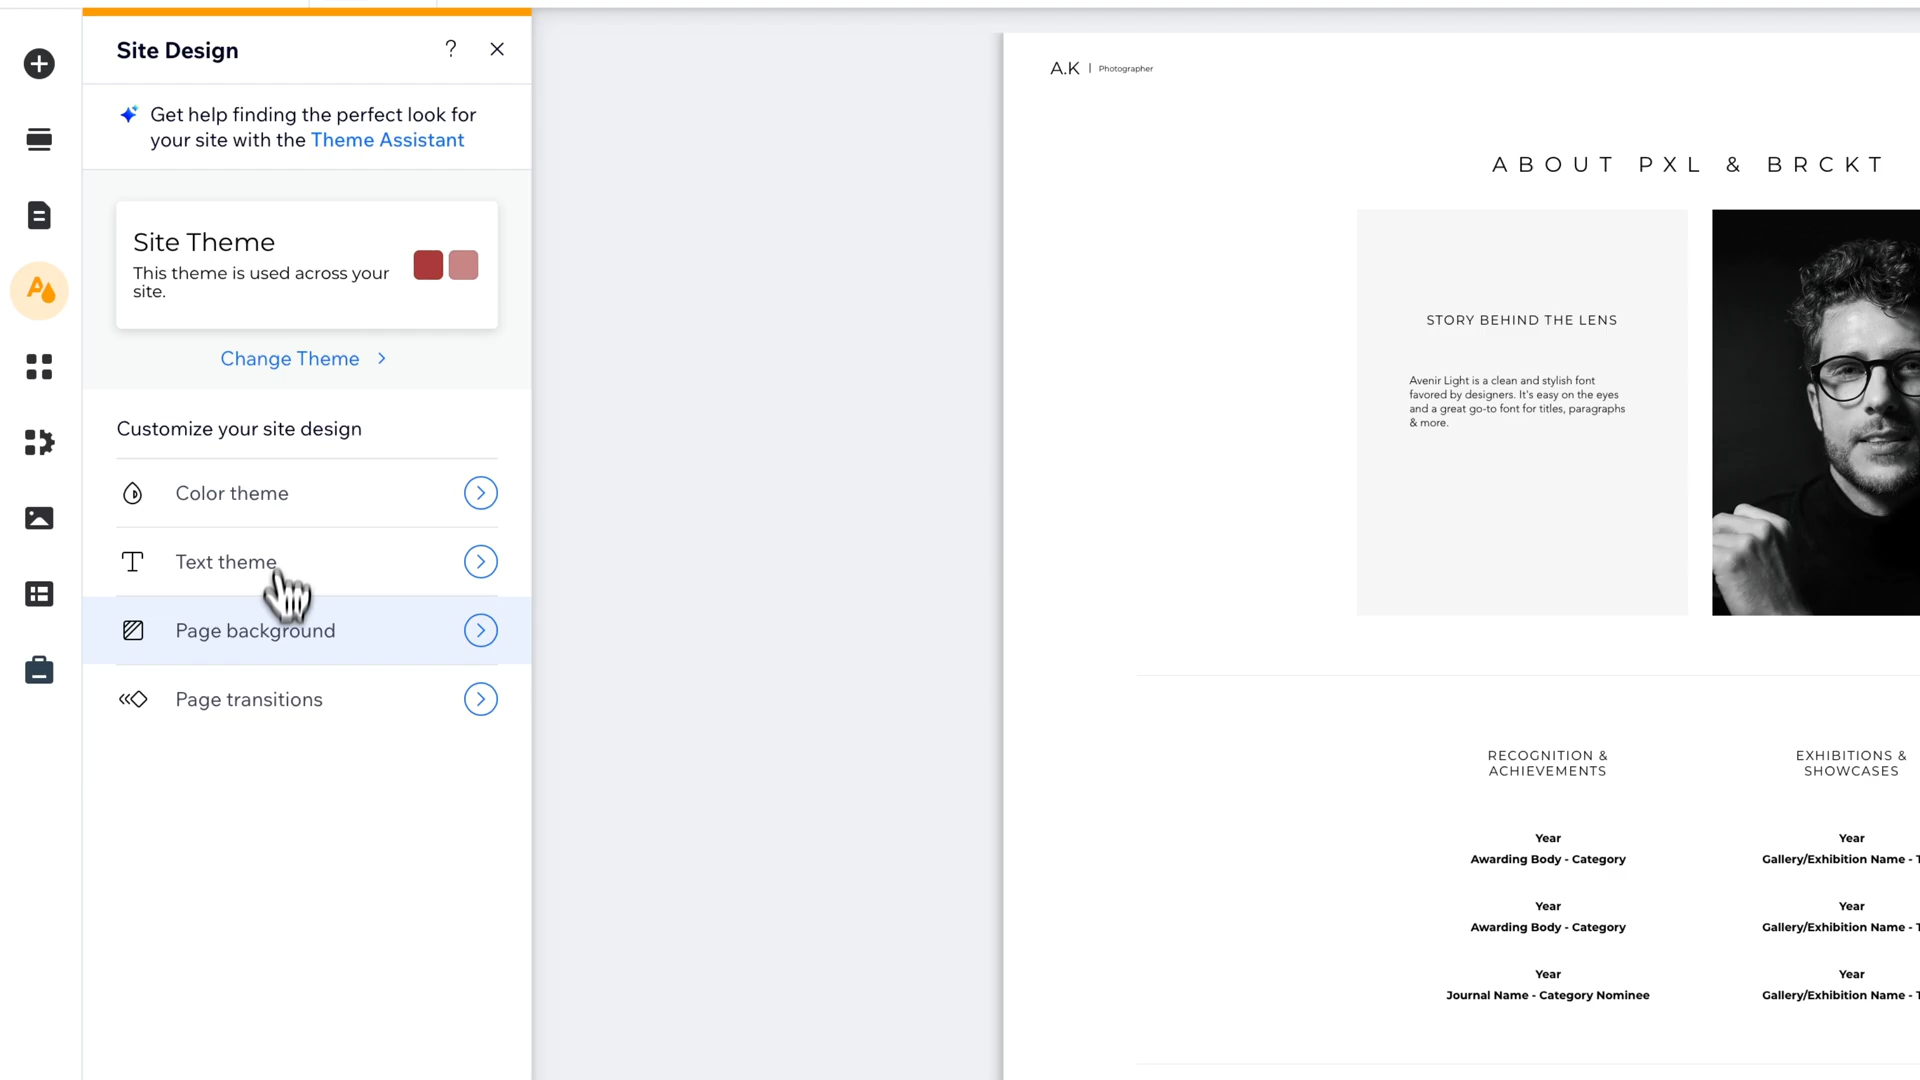 Site Design
?
Get help finding the perfect look for
your site with the Theme Assistant
Site Theme
This theme is used across your
site.
Change Theme
Customize your site design
Color theme
Text theme
Page background
Page transitions
A.K | Photographer
ABOUT PXL & BRCKT
STORY BEHIND THE LENS
Avenir Light is a clean and stylish font
favored by designers. It's easy on the eyes
and a great go-to font for titles, paragraphs
& more.
RECOGNITION &
ACHIEVEMENTS
Year
Awarding Body - Category
Year
Awarding Body - Category
Year
Journal Name - Category Nominee
EXHIBITIONS &
SHOWCASES
Year
Gallery/Exhibition Name -
Year
Gallery/Exhibition Name -
Year
Gallery/Exhibition Name -